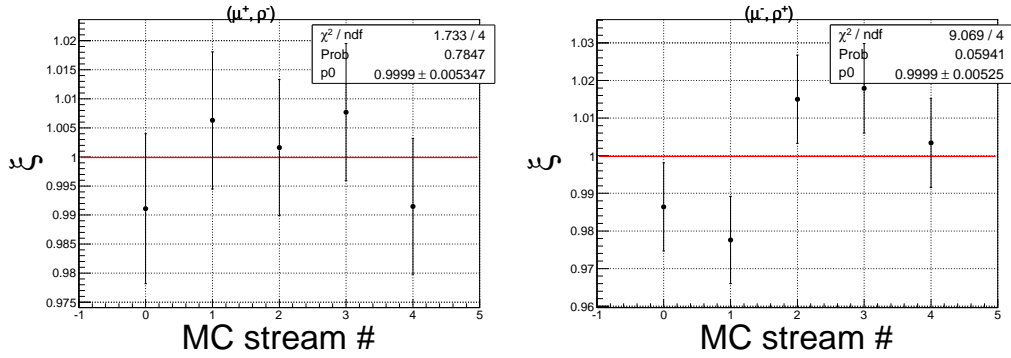 (μ⁺, ρ⁻)
χ² / ndf 1.733 / 4
Prob 0.7847
p0 0.9999 ± 0.005347
1.02
1.015
1.01
1.005
1
0.995
0.99
0.985
0.98
0.975
ξ
-1 0 1 2 3 4 5
MC stream #
(μ⁻, ρ⁺)
χ² / ndf 9.069 / 4
Prob 0.05941
p0 0.9999 ± 0.00525
1.03
1.02
1.01
1
0.99
0.98
0.97
0.96
ξ
-1 0 1 2 3 4 5
MC stream #